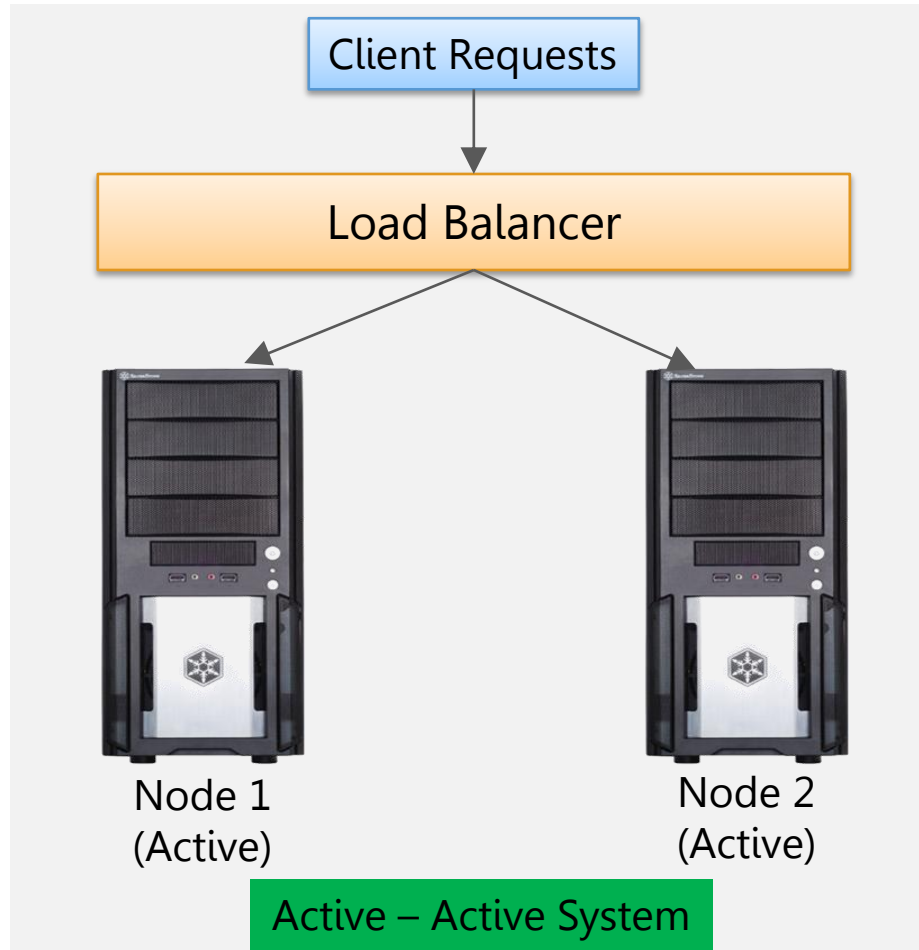 Client Requests
Load Balancer
Node 1
(Active)
Node 2
(Active)
Active – Active System